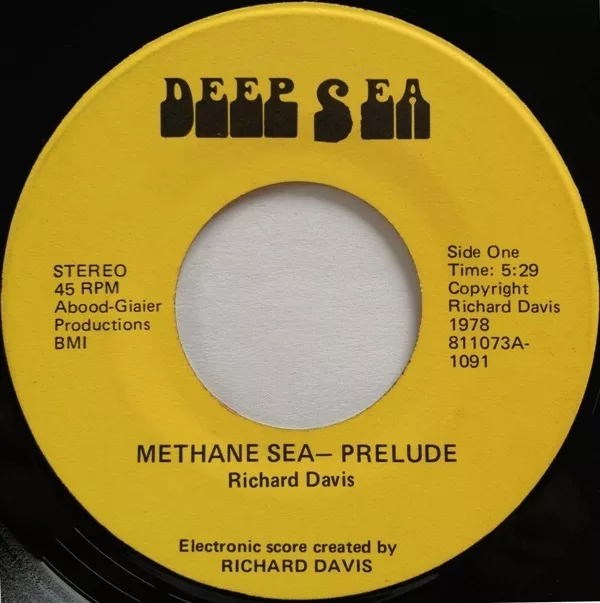 DEEP SEA
STEREO
45 RPM
Abood-Giaier
Productions
BMI
Side One
Time: 5:29
Copyright
Richard Davis
1978
811073A-
1091
METHANE SEA— PRELUDE
Richard Davis
Electronic score created by
RICHARD DAVIS